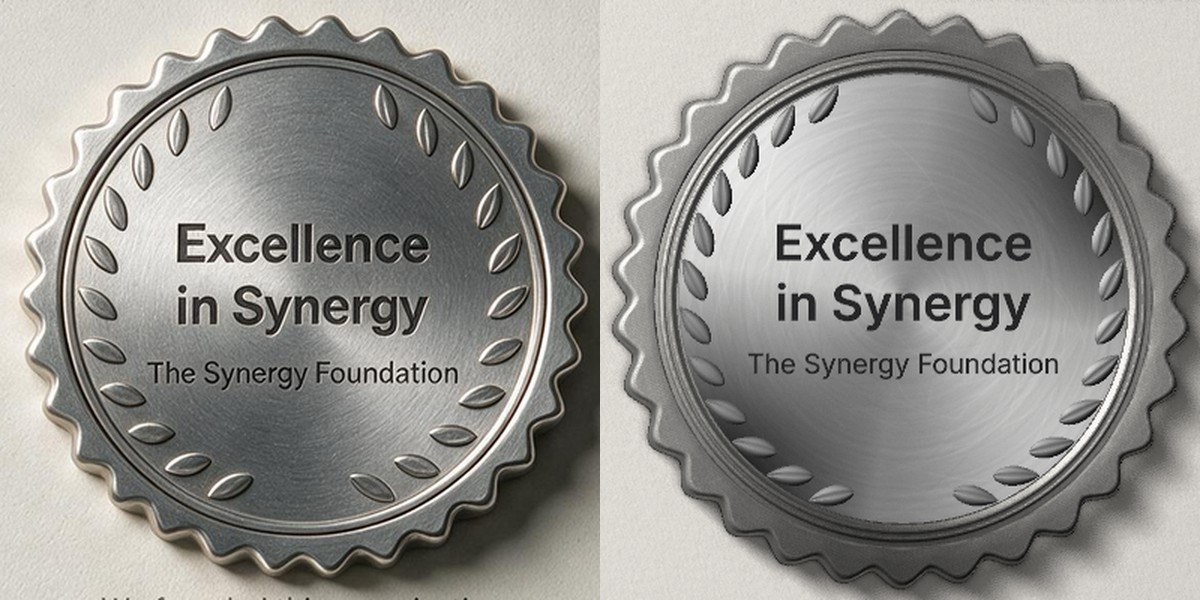 Excellence
in Synergy
The Synergy Foundation
Excellence
in Synergy
The Synergy Foundation